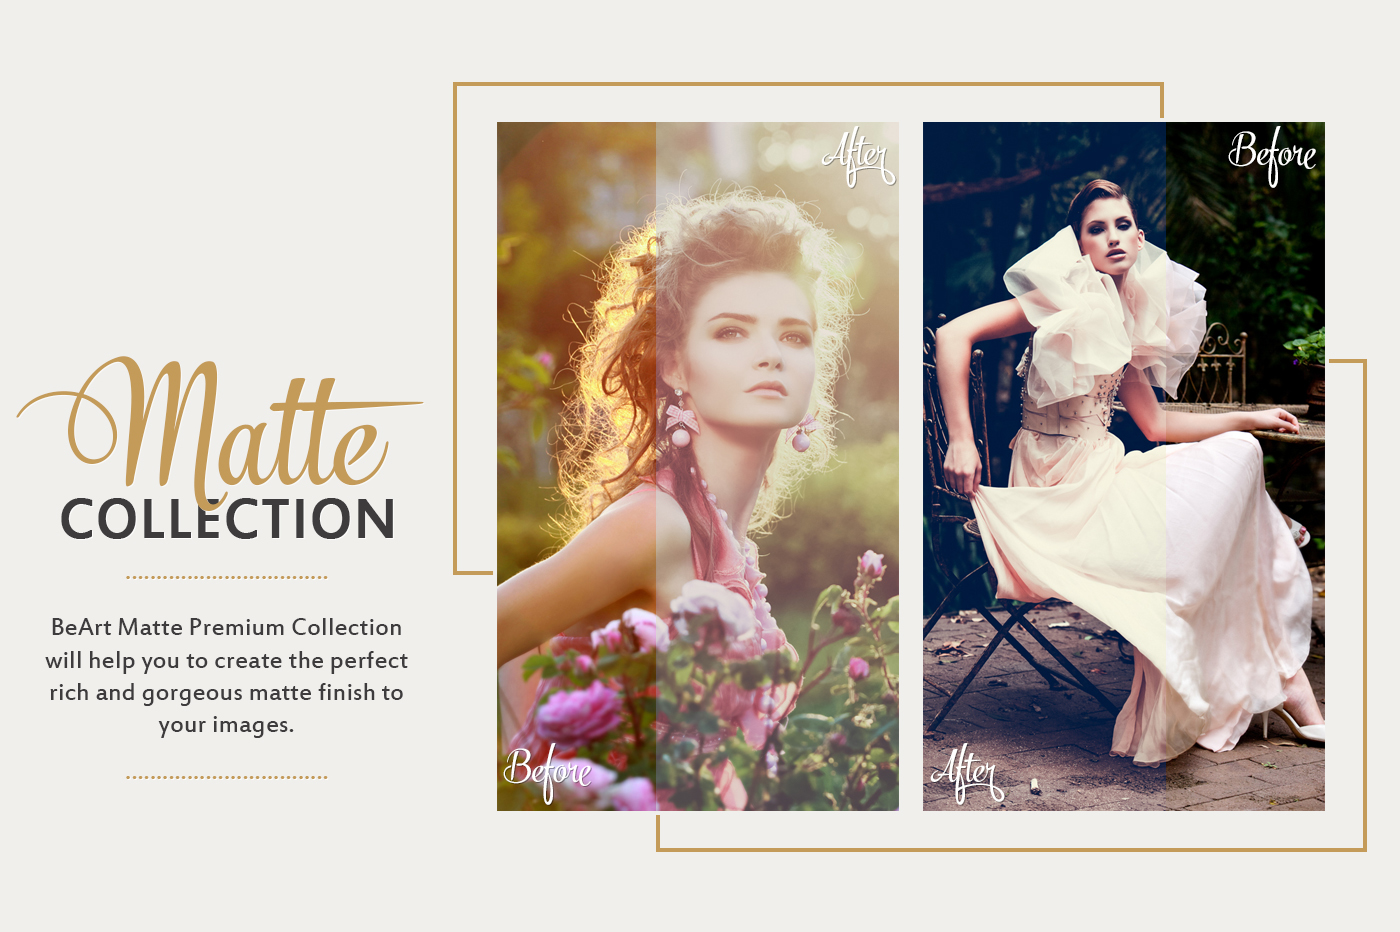 Matte
COLLECTION
BeArt Matte Premium Collection
will help you to create the perfect
rich and gorgeous matte finish to
your images.
After
Before
Before
After